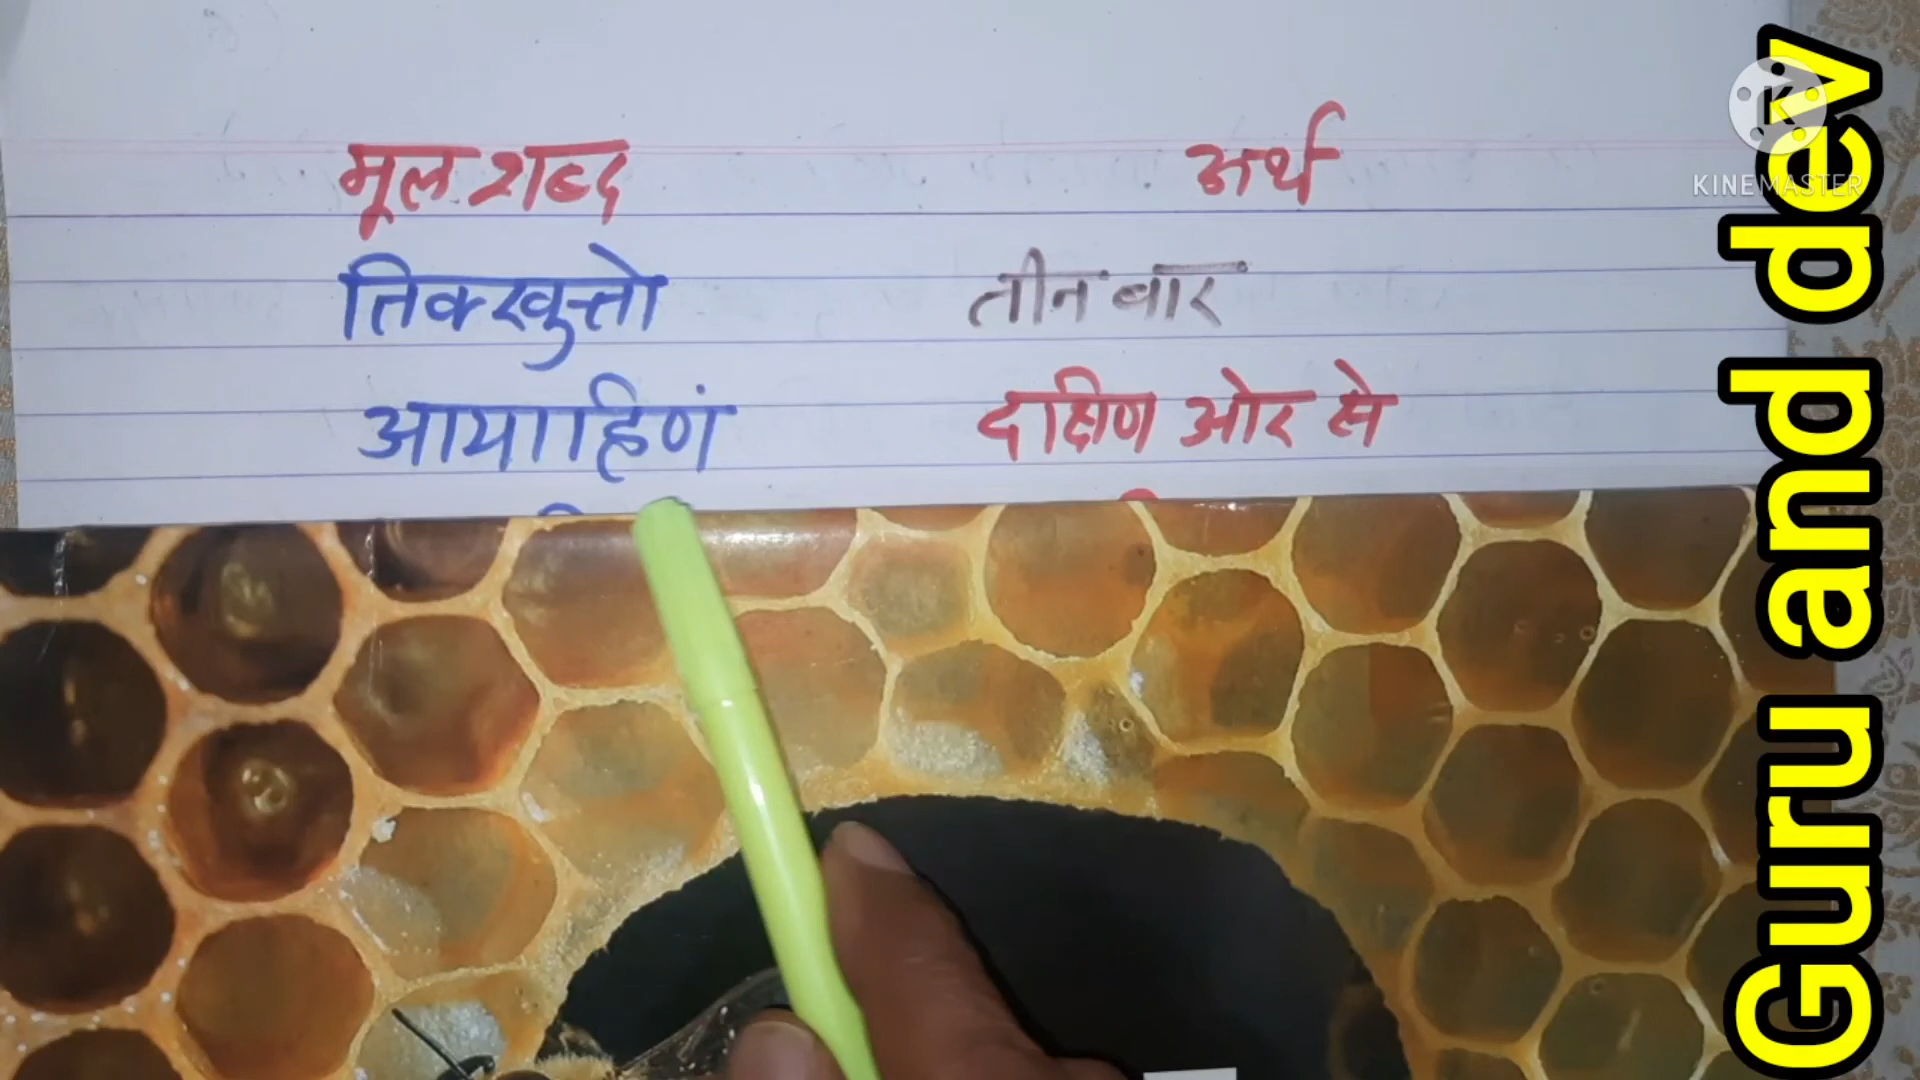 मूल शब्द अर्थ
तिक्खुत्तो तीन बार
आयाहिणं दक्षिण ओर से
Guru and dev
KINEMASTER